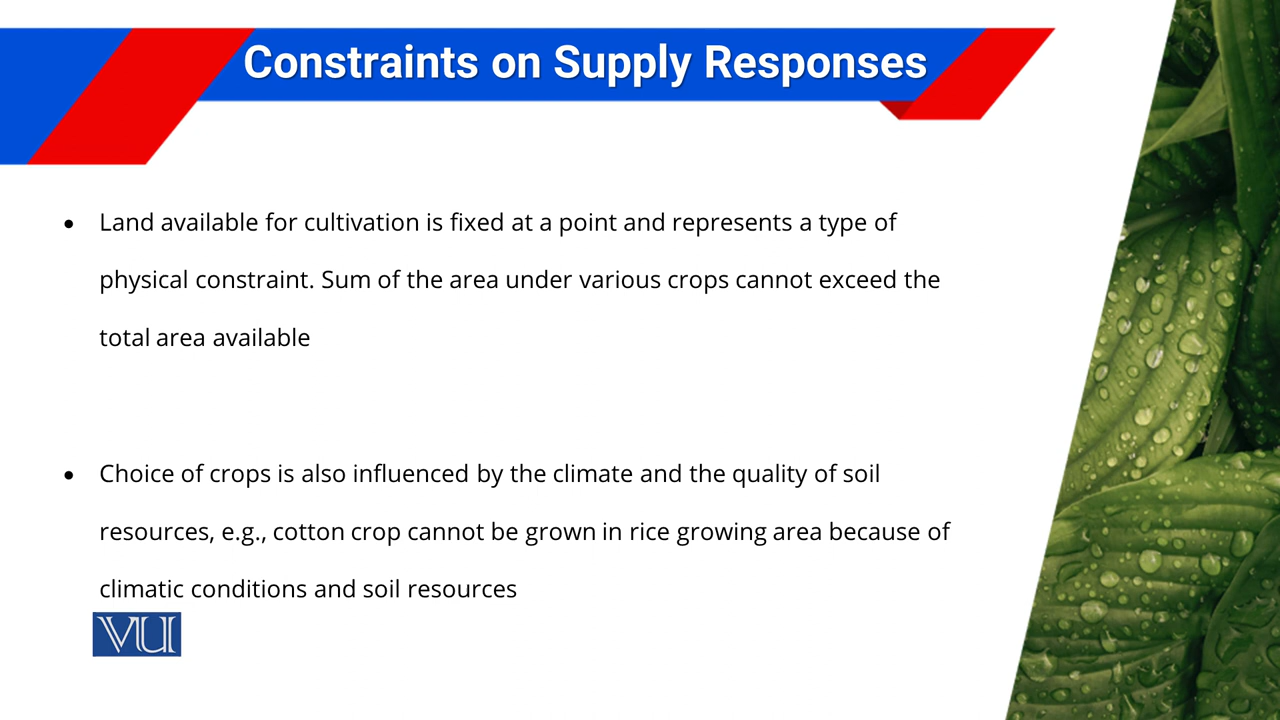 Constraints on Supply Responses
• Land available for cultivation is fixed at a point and represents a type of
physical constraint. Sum of the area under various crops cannot exceed the
total area available
• Choice of crops is also influenced by the climate and the quality of soil
resources, e.g., cotton crop cannot be grown in rice growing area because of
climatic conditions and soil resources
VU